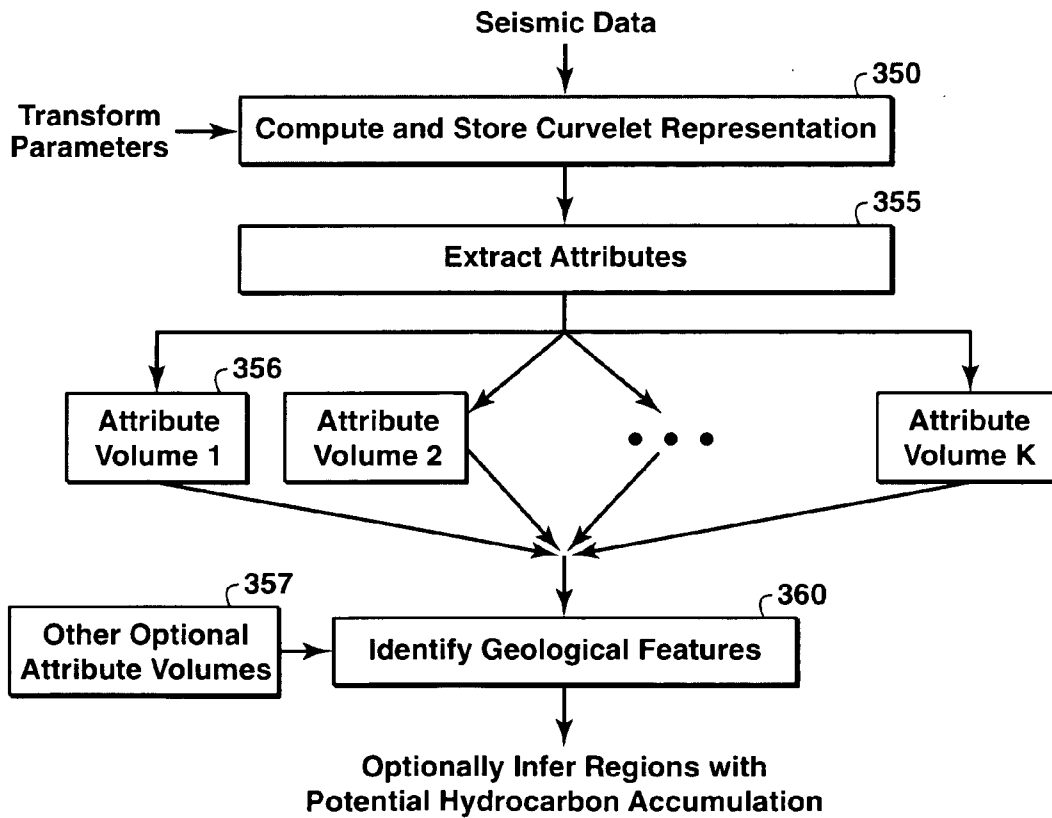 Seismic Data
350
Transform
Parameters
Compute and Store Curvelet Representation
355
Extract Attributes
356
Attribute
Volume 1
Attribute
Volume 2
Attribute
Volume K
357
Other Optional
Attribute Volumes
360
Identify Geological Features
Optionally Infer Regions with
Potential Hydrocarbon Accumulation